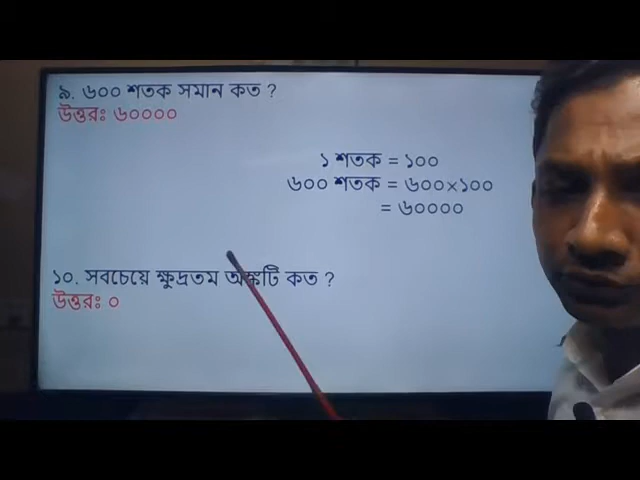 ৯. ৬০০ শতক সমান কত ?
উত্তরঃ ৬০০০০
১ শতক = ১০০
৬০০ শতক = ৬০০×১০০
= ৬০০০০
১০. সবচেয়ে ক্ষুদ্রতম অঙ্কটি কত ?
উত্তরঃ ০